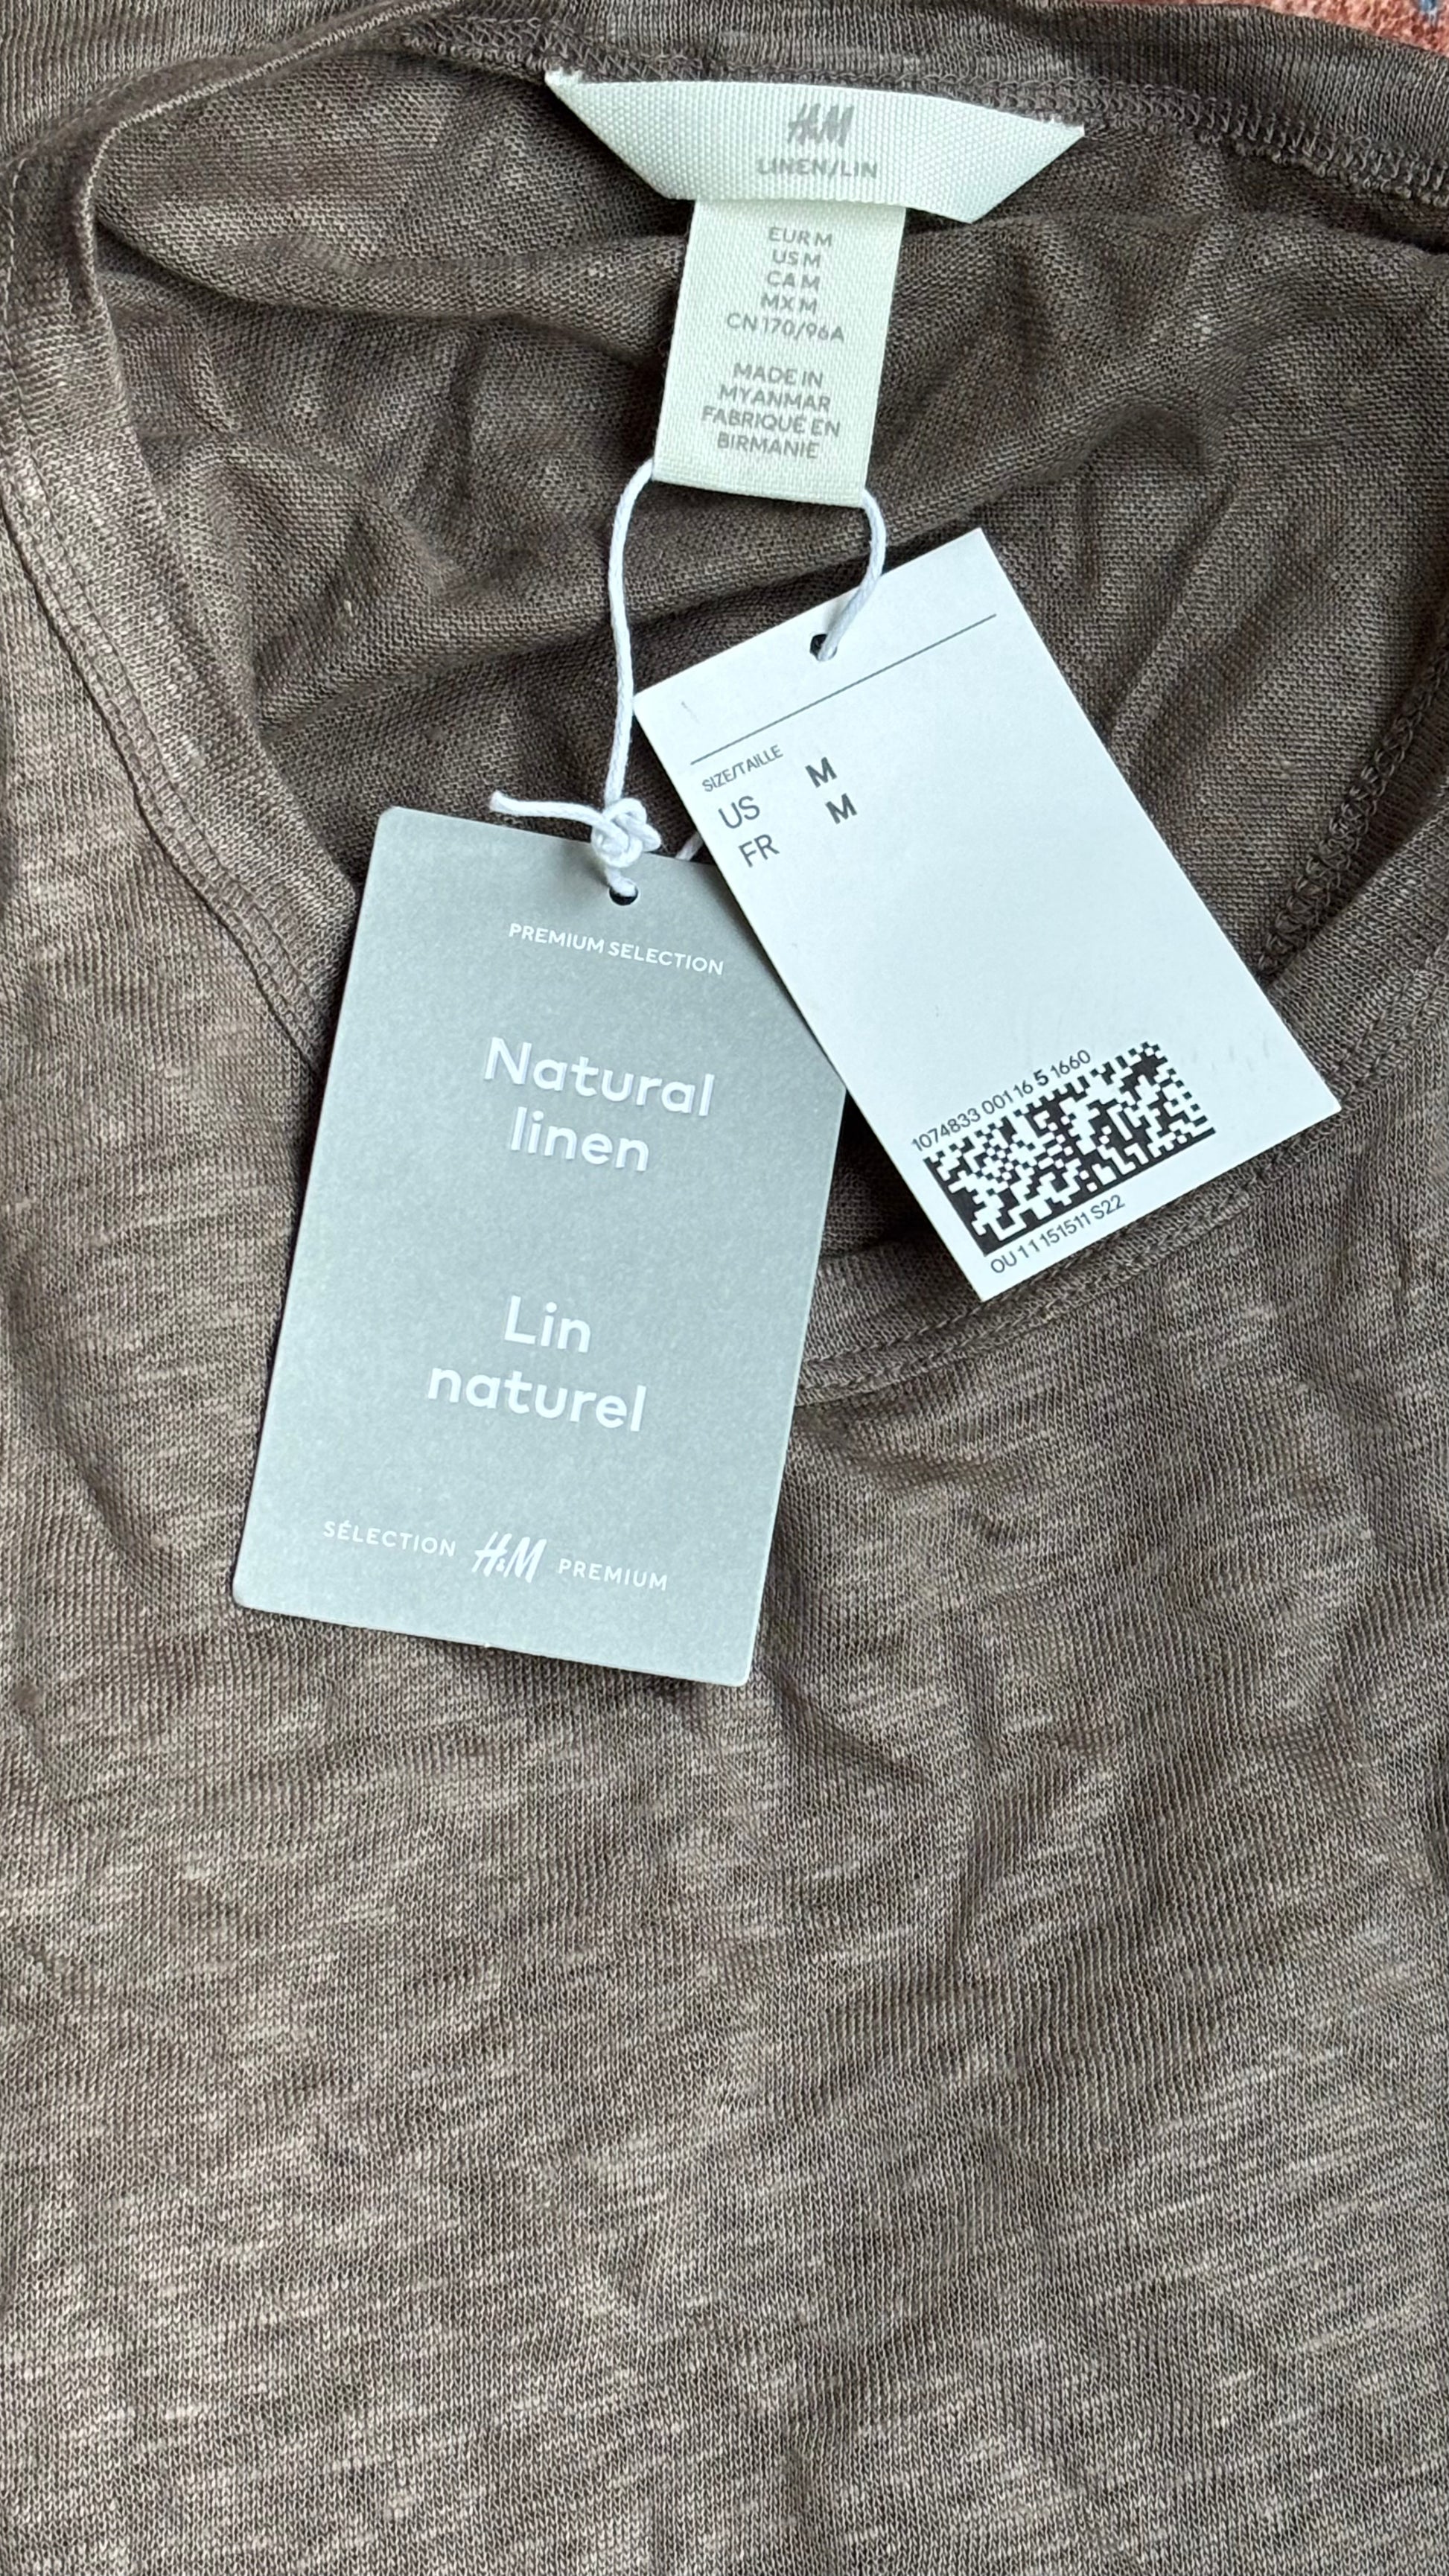 H&M
LINEN/LIN
EUR M
US M
CA M
MX M
CN 170/96A
MADE IN
MYANMAR
FABRIQUÉ EN
BIRMANIE
SIZE/TAILLE
US M
FR M
1074833 001 16 5 1660
OU 1 1 151511 S22
PREMIUM SELECTION
Natural
linen
Lin
naturel
SÉLECTION H&M PREMIUM